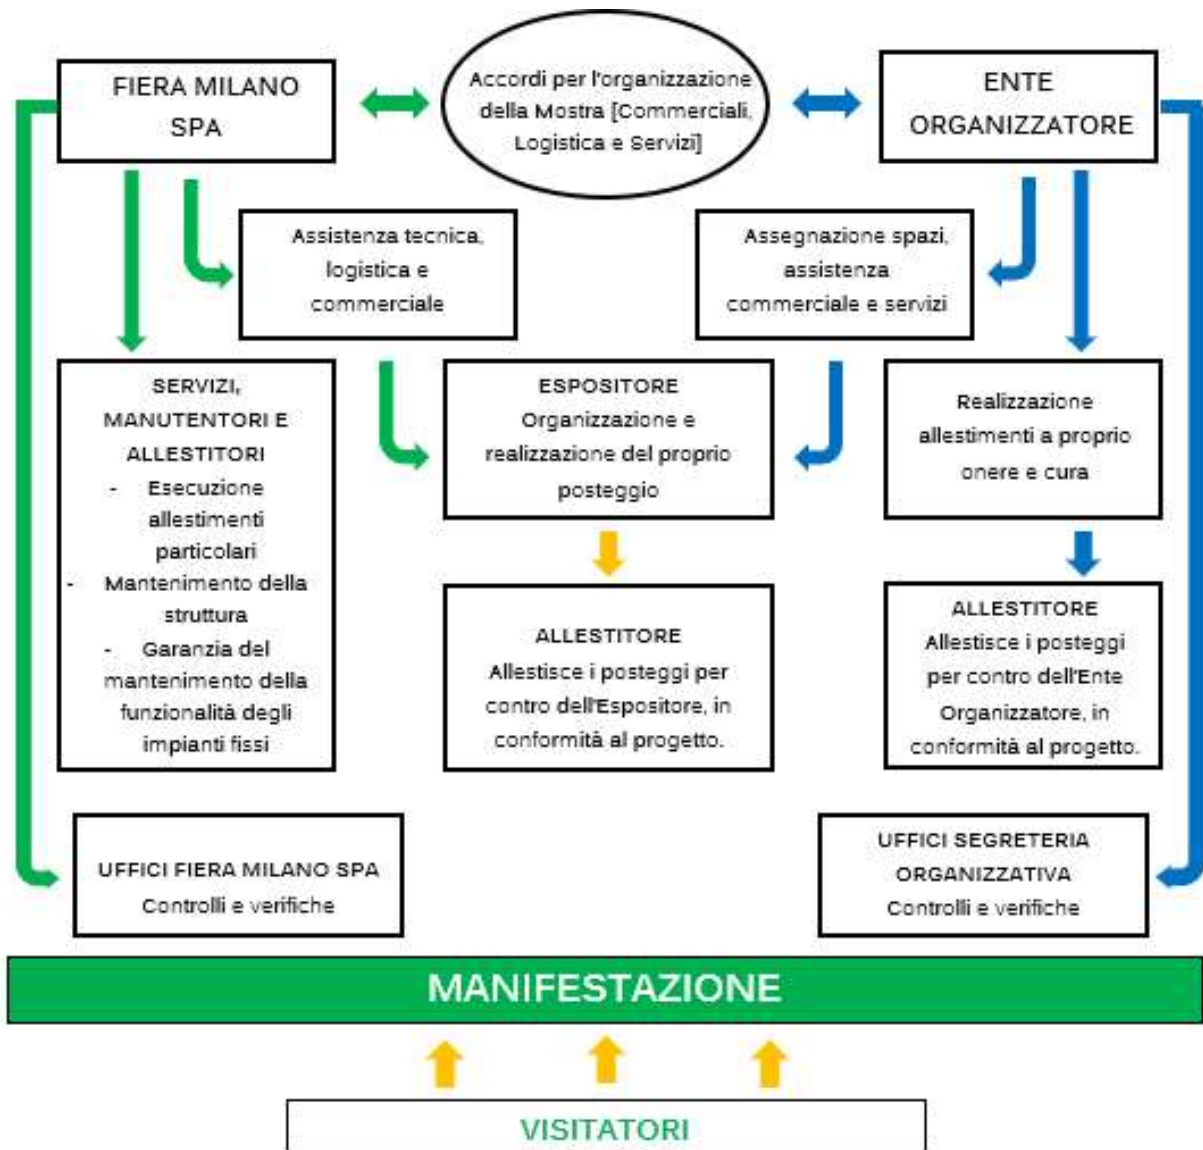 FIERA MILANO
SPA
Accordi per l'organizzazione
della Mostra [Commerciali,
Logistica e Servizi]
ENTE
ORGANIZZATORE
Assistenza tecnica,
logistica e
commerciale
Assegnazione spazi,
assistenza
commerciale e servizi
SERVIZI,
MANUTENTORI E
ALLESTITORI
- Esecuzione
allestimenti
particolari
- Mantenimento della
struttura
- Garanzia del
mantenimento della
funzionalità degli
impianti fissi
ESPOSITORE
Organizzazione e
realizzazione del proprio
posteggio
Realizzazione
allestimenti a proprio
onere e cura
ALLESTITORE
Allestisce i posteggi per
contro dell'Espositore, in
conformità al progetto.
ALLESTITORE
Allestisce i posteggi
per contro dell'Ente
Organizzatore, in
conformità al progetto.
UFFICI FIERA MILANO SPA
Controlli e verifiche
UFFICI SEGRETERIA
ORGANIZZATIVA
Controlli e verifiche
MANIFESTAZIONE
VISITATORI